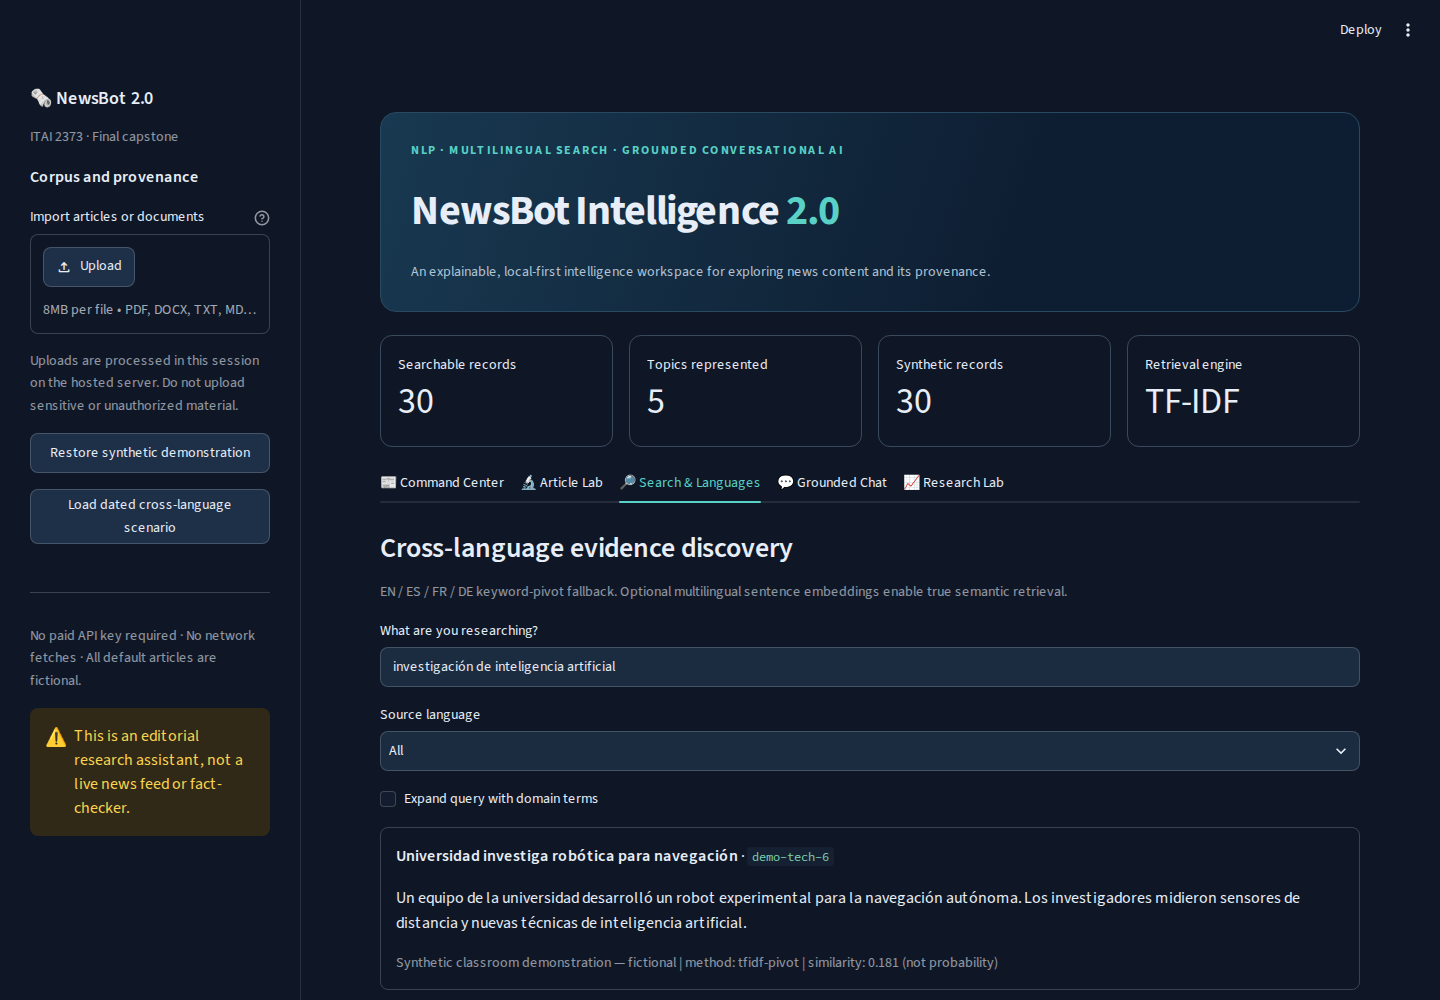 Deploy
🗞️ NewsBot 2.0
ITAI 2373 · Final capstone
Corpus and provenance
Import articles or documents
Upload
8MB per file • PDF, DOCX, TXT, MD...
Uploads are processed in this session
on the hosted server. Do not upload
sensitive or unauthorized material.
Restore synthetic demonstration
Load dated cross-language
scenario
No paid API key required · No network
fetches · All default articles are
fictional.
⚠️ This is an editorial
research assistant, not a
live news feed or fact-
checker.
NLP · MULTILINGUAL SEARCH · GROUNDED CONVERSATIONAL AI
NewsBot Intelligence 2.0
An explainable, local-first intelligence workspace for exploring news content and its provenance.
Searchable records
30
Topics represented
5
Synthetic records
30
Retrieval engine
TF-IDF
📰 Command Center 🔬 Article Lab 🔎 Search & Languages 💬 Grounded Chat 📈 Research Lab
Cross-language evidence discovery
EN / ES / FR / DE keyword-pivot fallback. Optional multilingual sentence embeddings enable true semantic retrieval.
What are you researching?
investigación de inteligencia artificial
Source language
All
Expand query with domain terms
Universidad investiga robótica para navegación · demo-tech-6
Un equipo de la universidad desarrolló un robot experimental para la navegación autónoma. Los investigadores midieron sensores de
distancia y nuevas técnicas de inteligencia artificial.
Synthetic classroom demonstration — fictional | method: tfidf-pivot | similarity: 0.181 (not probability)